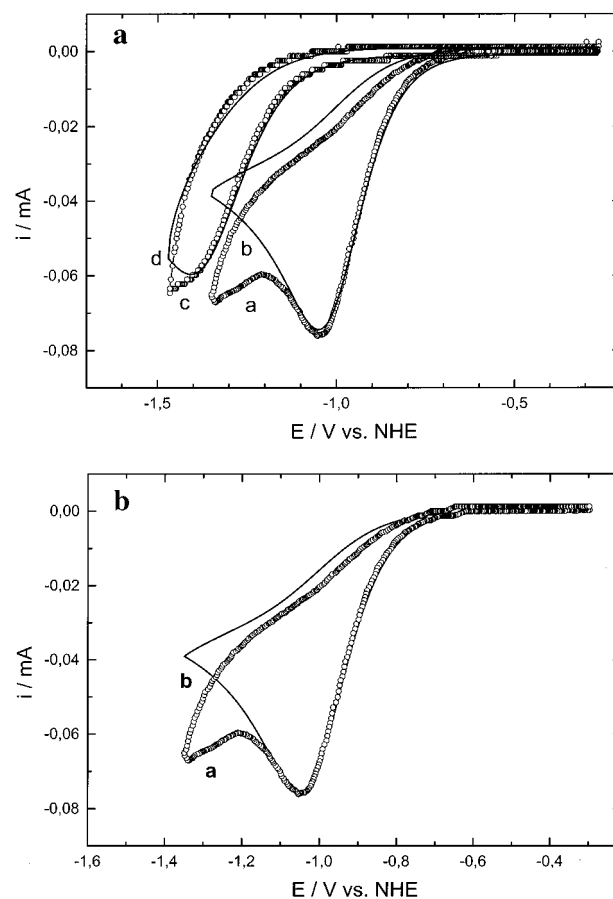 a
0,00
-0,02
-0,04
-0,06
-0,08
i / mA
d
c
b
a
-1,5
-1,0
-0,5
E / V vs. NHE
b
0,00
-0,02
-0,04
-0,06
-0,08
i / mA
b
a
-1,6
-1,4
-1,2
-1,0
-0,8
-0,6
-0,4
E / V vs. NHE